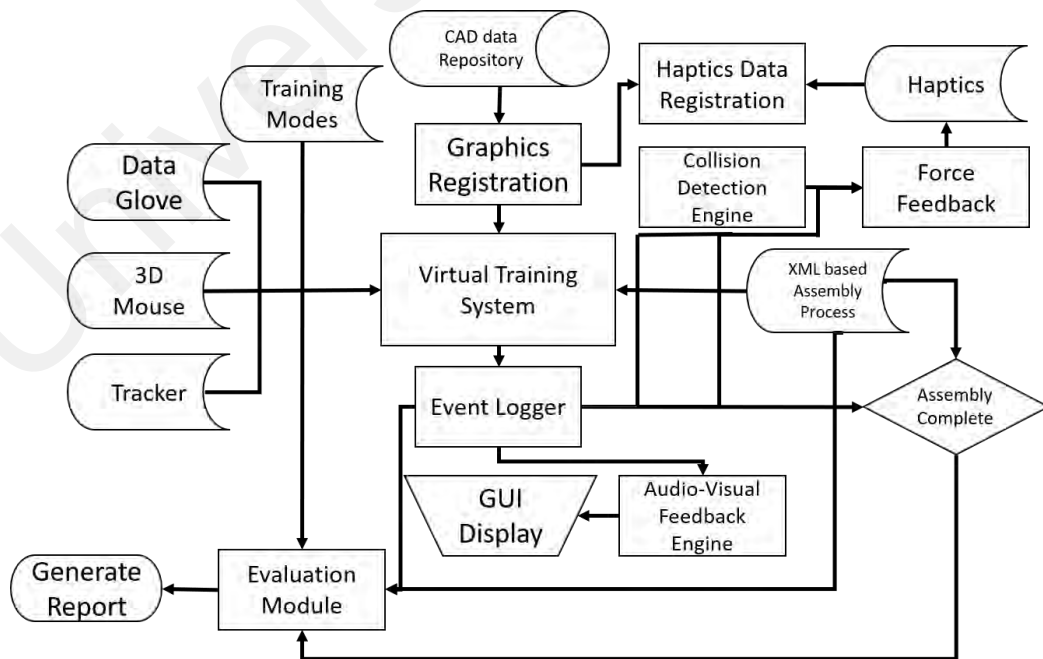 Univers
CAD data
Repository
Training
Modes
Haptics Data
Registration
Haptics
Data
Glove
Graphics
Registration
Collision
Detection
Engine
Force
Feedback
3D
Mouse
Virtual Training
System
XML based
Assembly
Process
Tracker
Event Logger
Assembly
Complete
GUI
Display
Audio-Visual
Feedback
Engine
Generate
Report
Evaluation
Module